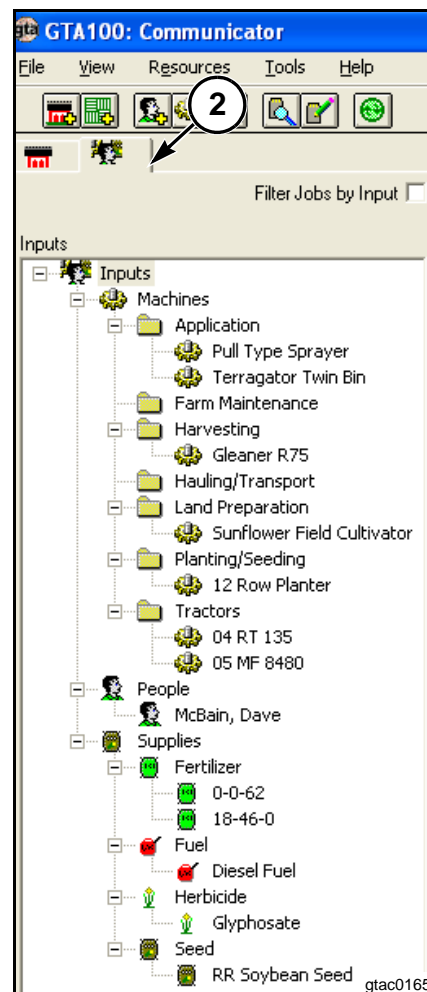 gta GTA100: Communicator
File View Resources Tools Help
2
Filter Jobs by Input
Inputs
Inputs
Machines
Application
Pull Type Sprayer
Terragator Twin Bin
Farm Maintenance
Harvesting
Gleaner R75
Hauling/Transport
Land Preparation
Sunflower Field Cultivator
Planting/Seeding
12 Row Planter
Tractors
04 RT 135
05 MF 8480
People
McBain, Dave
Supplies
Fertilizer
0-0-62
18-46-0
Fuel
Diesel Fuel
Herbicide
Glyphosate
Seed
RR Soybean Seed
gtac0165